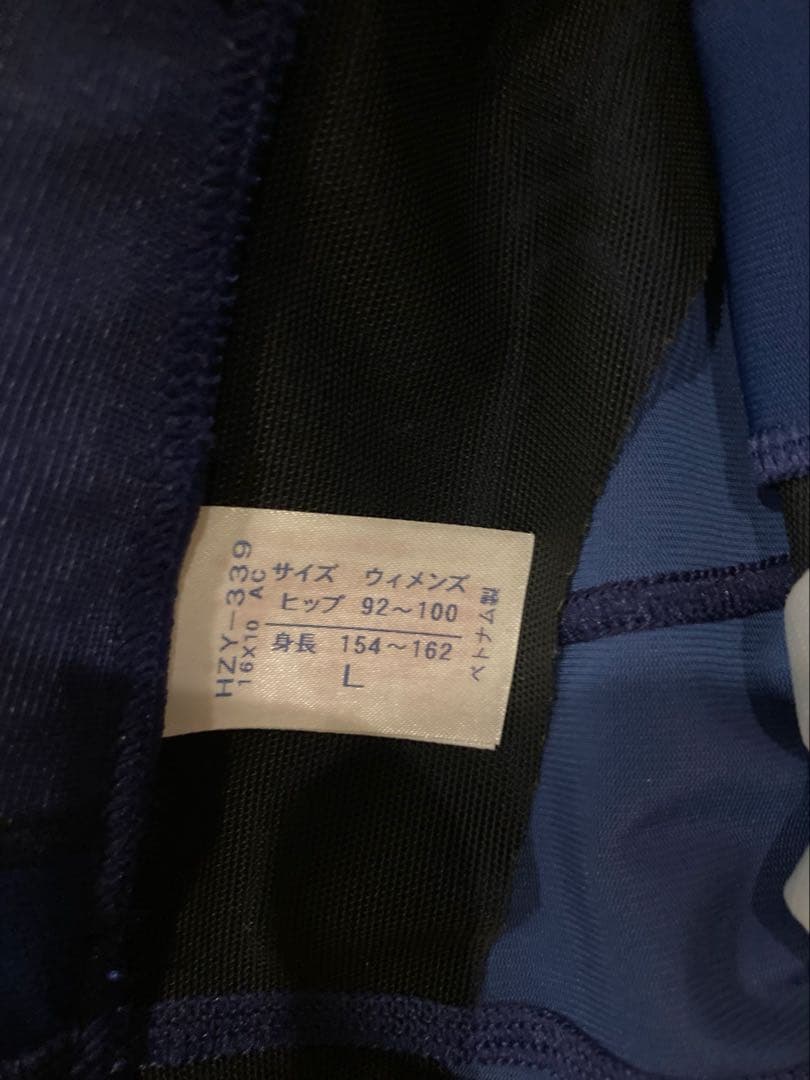 サイズ ウィメンズ
ヒップ 92～100
身長 154～162
L
HZY-339
16X10 AC
ベトナム製